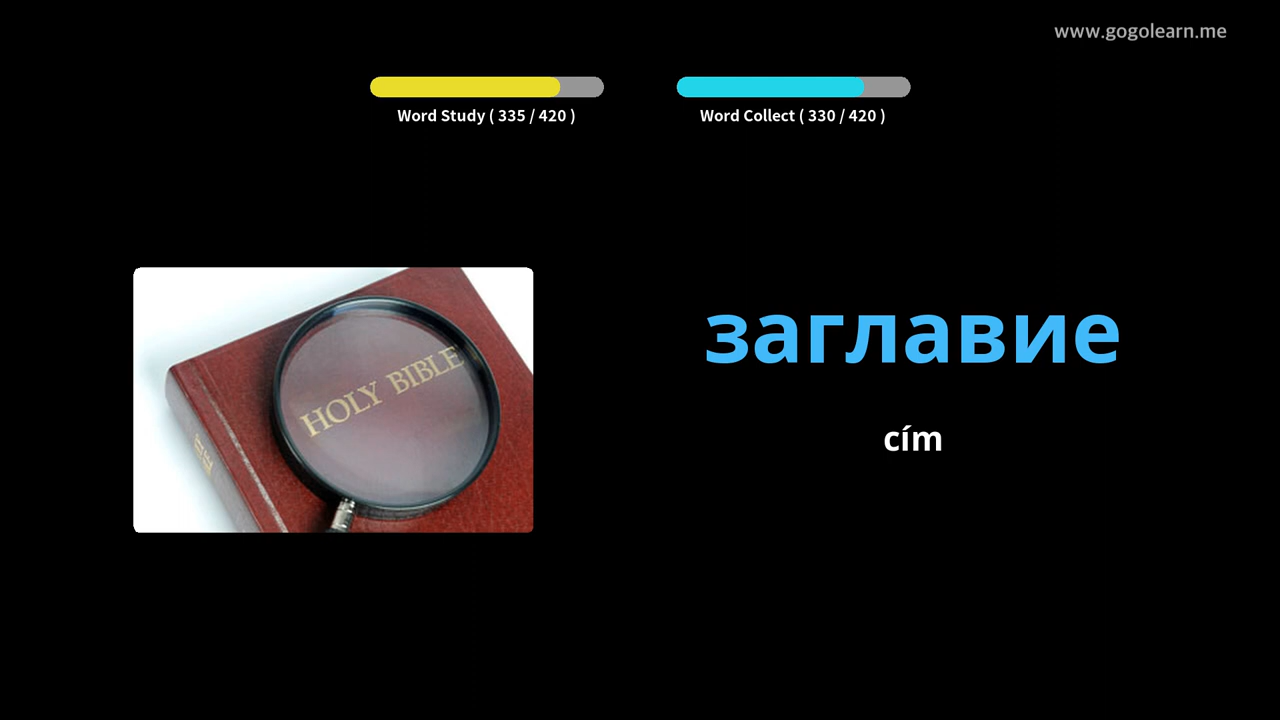 www.gogolearn.me
Word Study ( 335 / 420 )
Word Collect ( 330 / 420 )
HOLY BIBLE
заглавие
cím